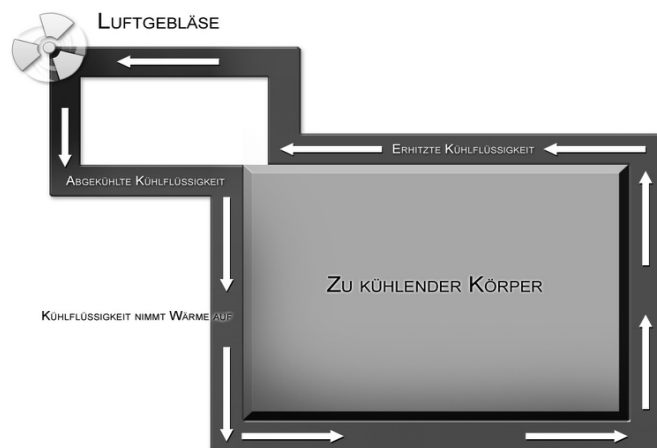 Luftgebläse
Erhitzte Kühlflüssigkeit
Abgekühlte Kühlflüssigkeit
Zu kühlender Körper
Kühlflüssigkeit nimmt Wärme auf